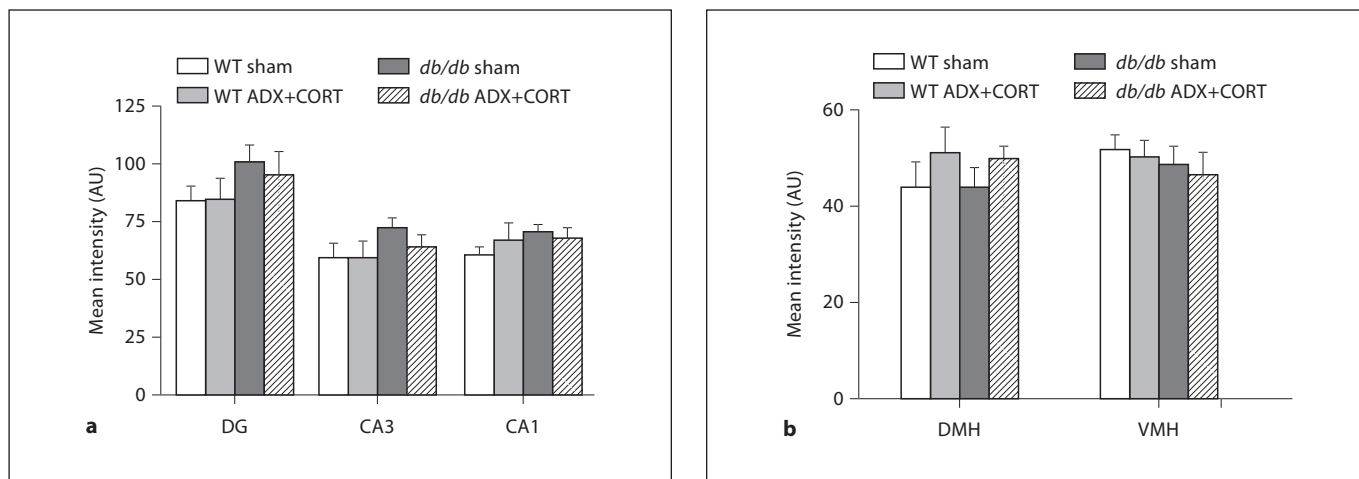 WT sham
db/db sham
WT ADX+CORT
db/db ADX+CORT
125
100
75
50
25
0
Mean intensity (AU)
DG CA3 CA1
a
WT sham
db/db sham
WT ADX+CORT
db/db ADX+CORT
60
40
20
0
Mean intensity (AU)
DMH VMH
b